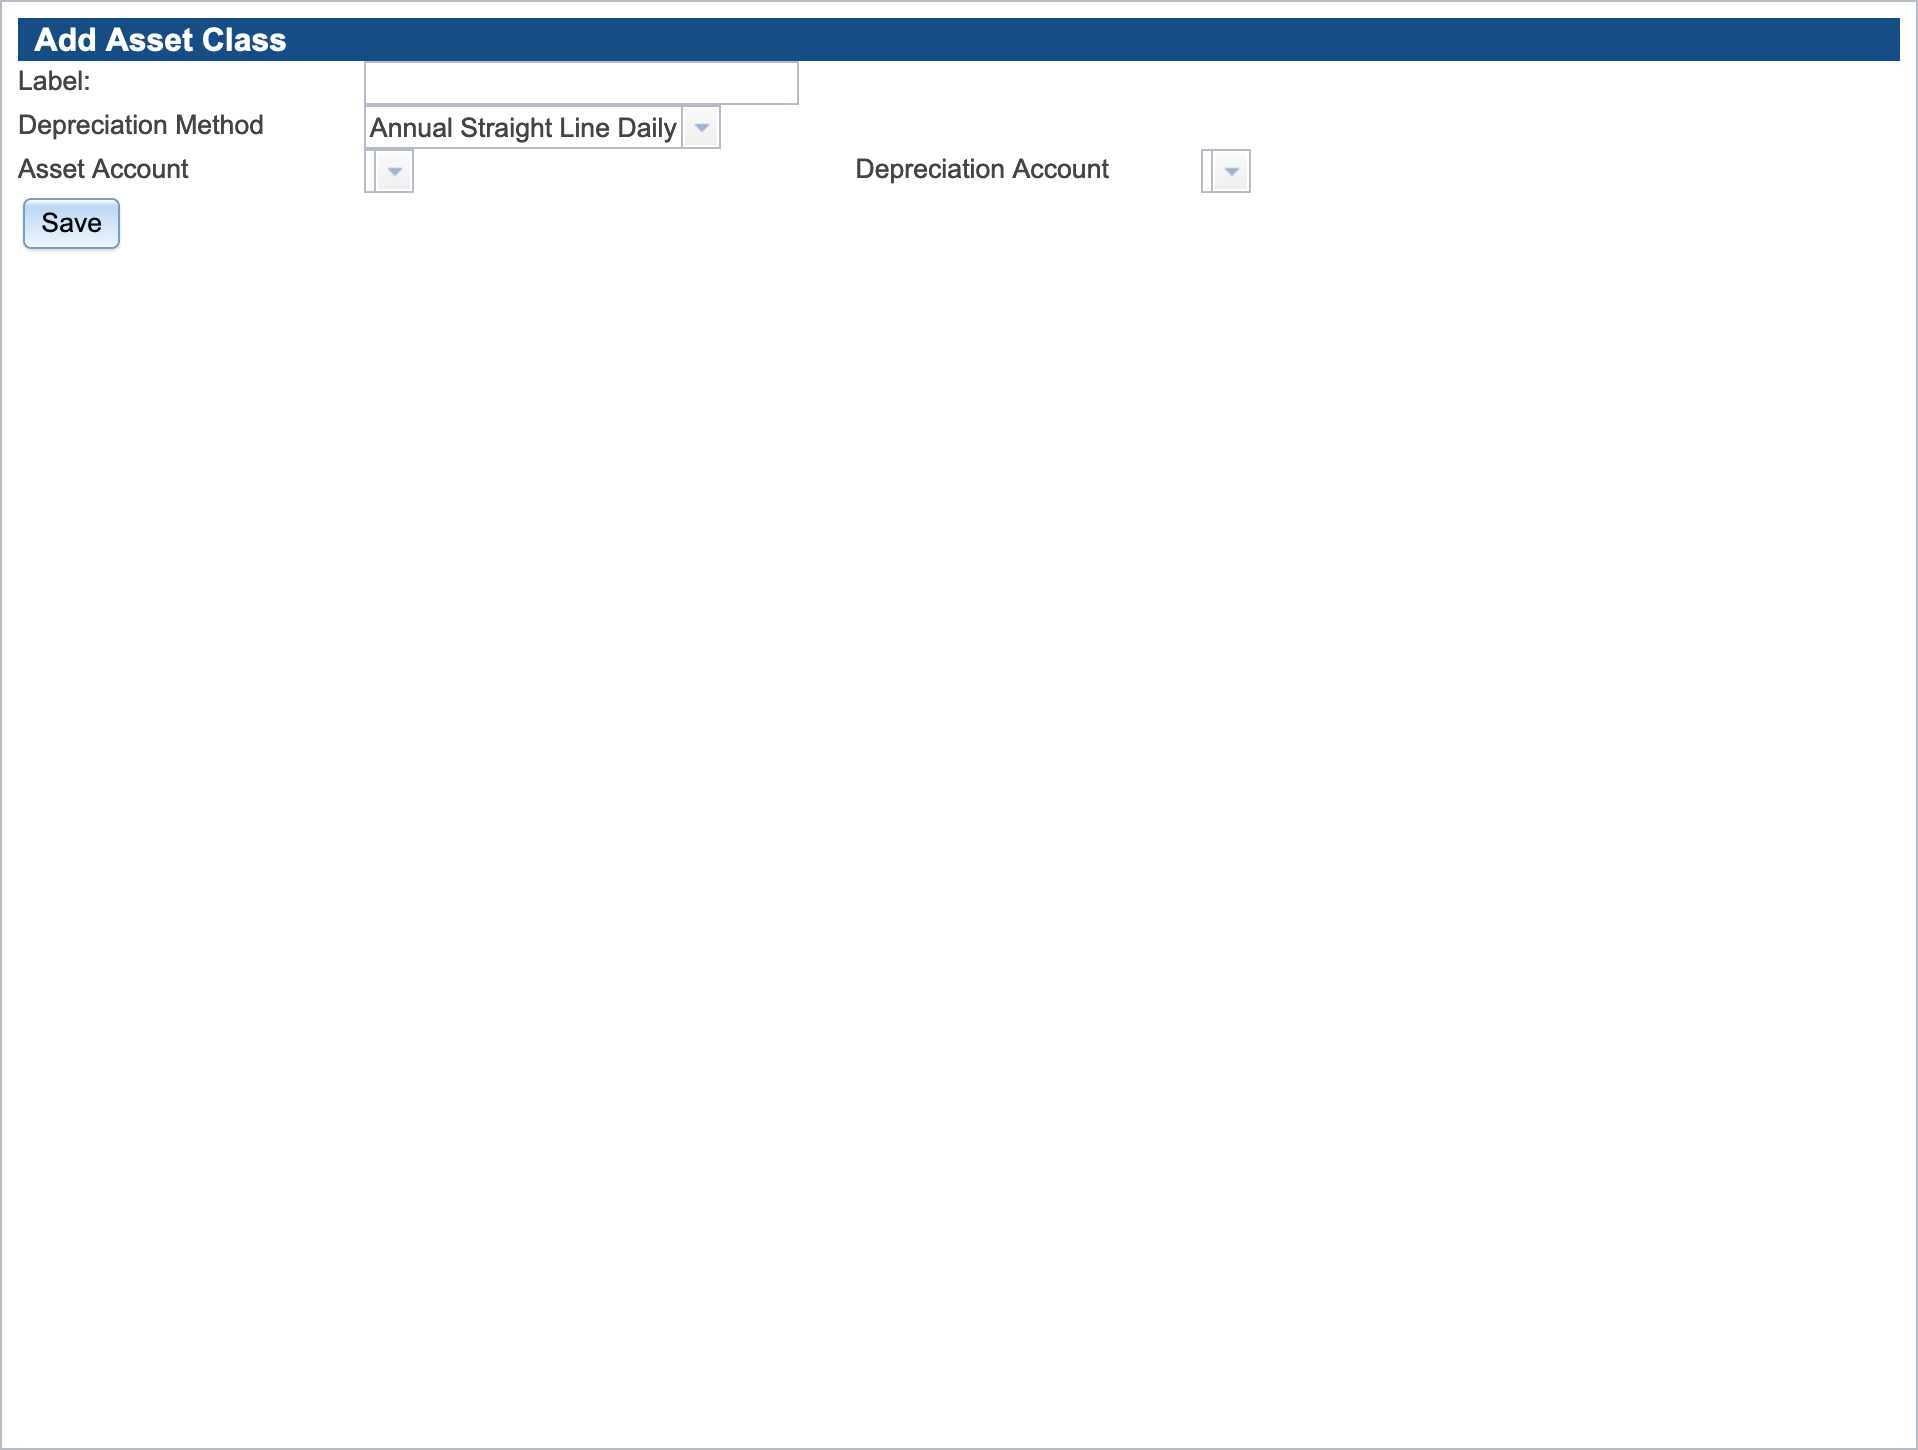 Add Asset Class
Label:
Depreciation Method Annual Straight Line Daily
Asset Account Depreciation Account
Save